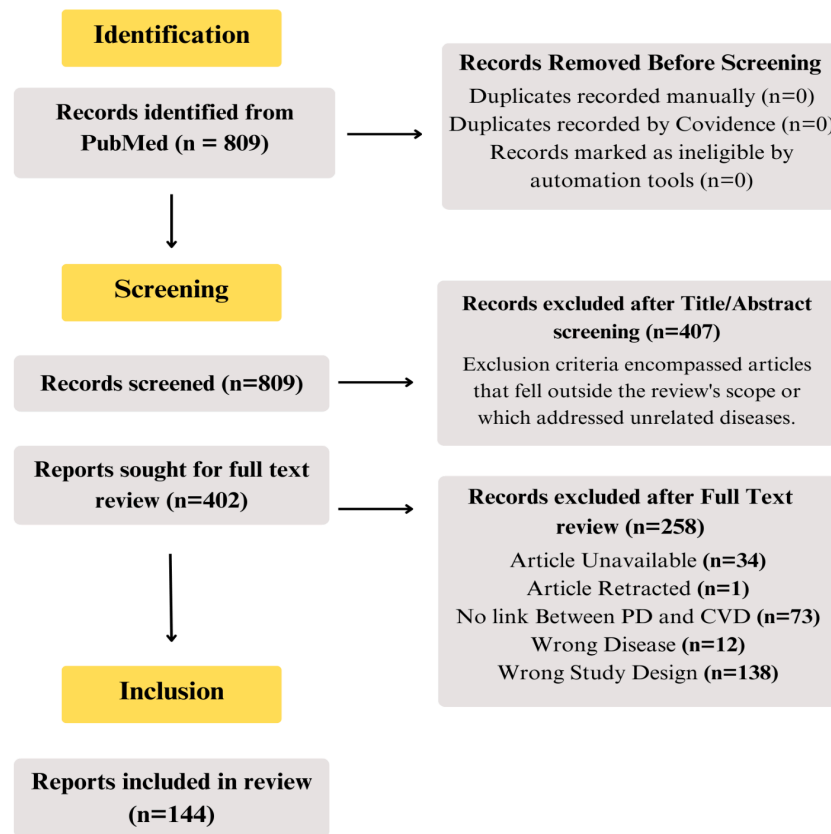 Identification
Records identified from
PubMed (n = 809)
Records Removed Before Screening
Duplicates recorded manually (n=0)
Duplicates recorded by Covidence (n=0)
Records marked as ineligible by
automation tools (n=0)
Screening
Records screened (n=809)
Records excluded after Title/Abstract
screening (n=407)
Exclusion criteria encompassed articles
that fell outside the review's scope or
which addressed unrelated diseases.
Reports sought for full text
review (n=402)
Records excluded after Full Text
review (n=258)
Article Unavailable (n=34)
Article Retracted (n=1)
No link Between PD and CVD (n=73)
Wrong Disease (n=12)
Wrong Study Design (n=138)
Inclusion
Reports included in review
(n=144)